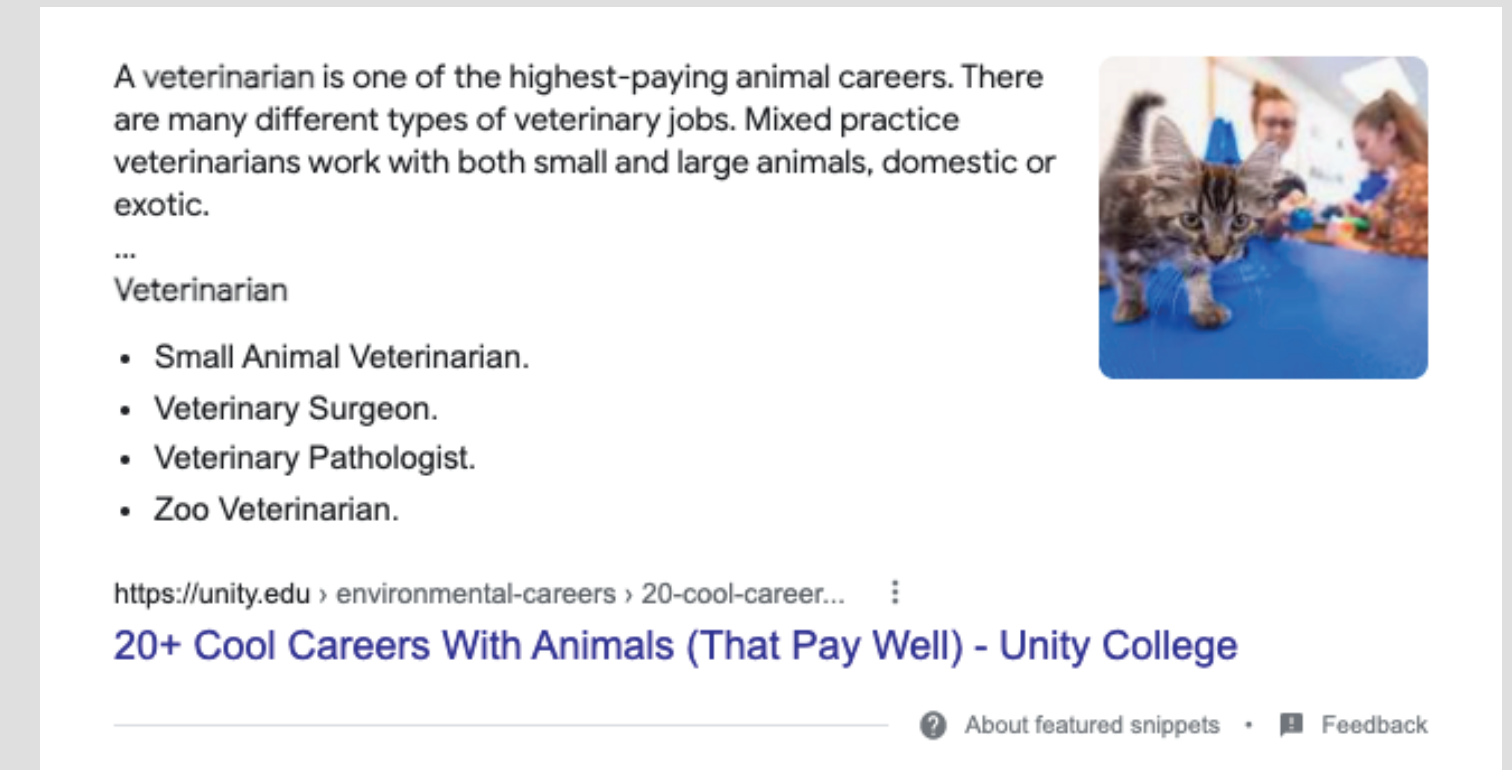 A veterinarian is one of the highest-paying animal careers. There
are many different types of veterinary jobs. Mixed practice
veterinarians work with both small and large animals, domestic or
exotic.
...
Veterinarian
• Small Animal Veterinarian.
• Veterinary Surgeon.
• Veterinary Pathologist.
• Zoo Veterinarian.
https://unity.edu › environmental-careers › 20-cool-career...
20+ Cool Careers With Animals (That Pay Well) - Unity College
About featured snippets • Feedback